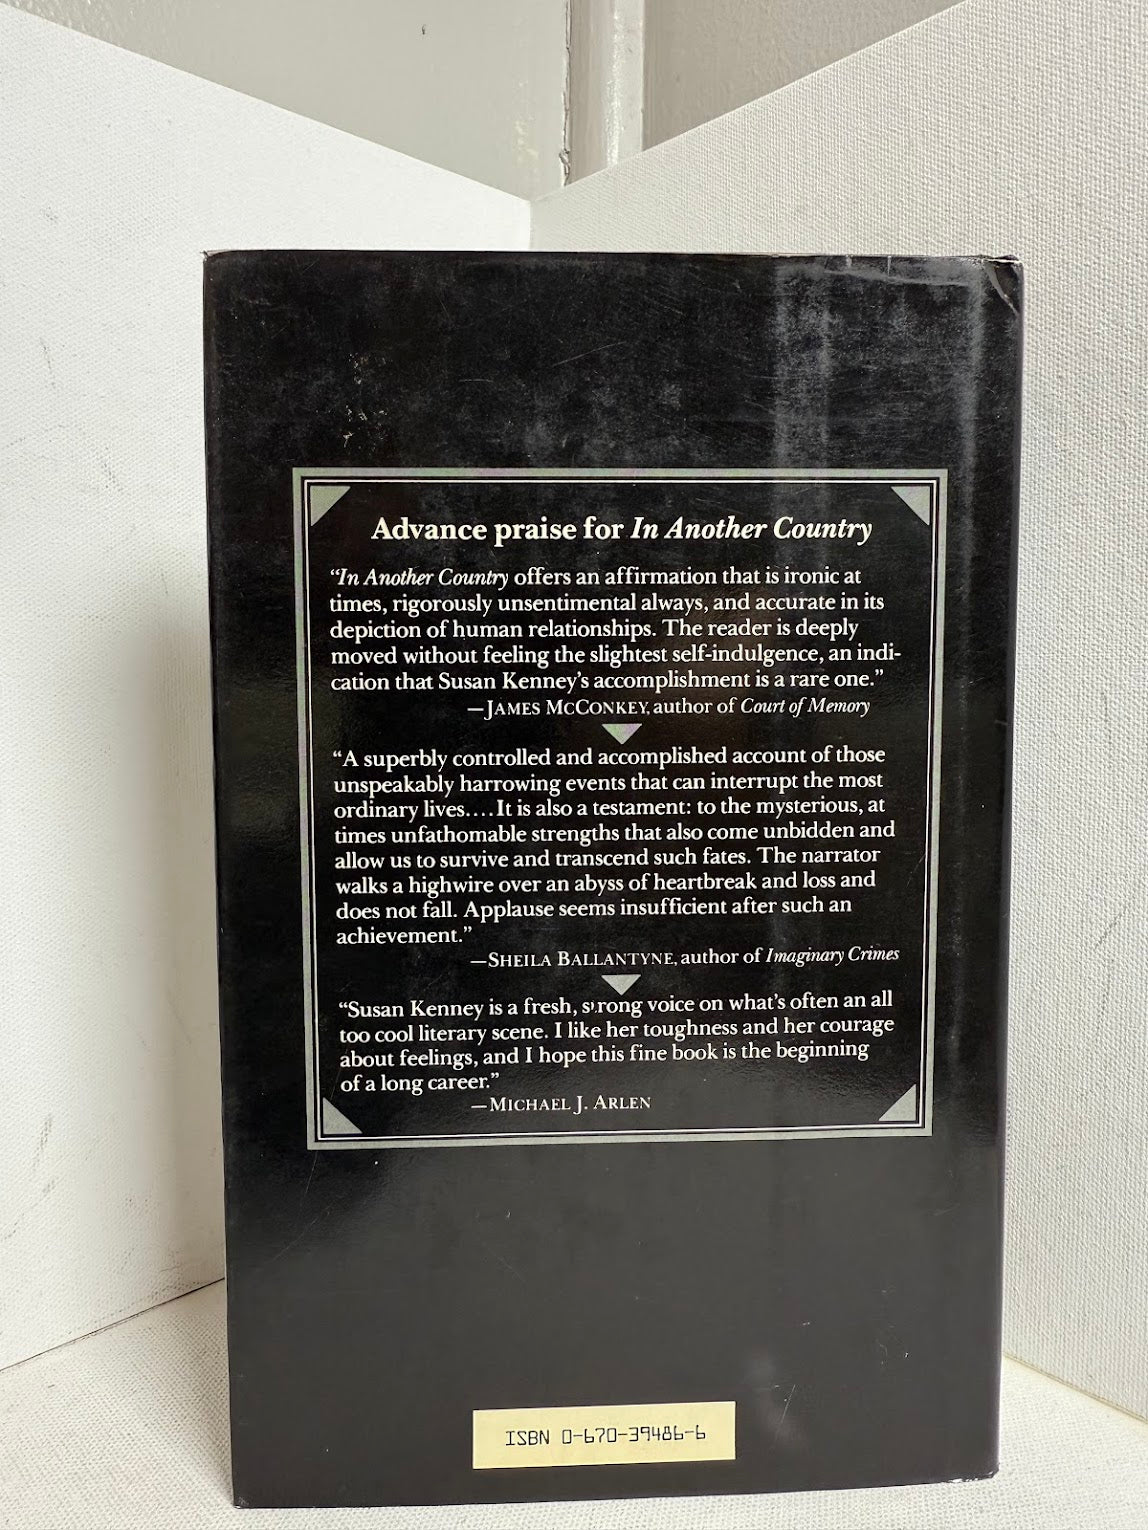 Advance praise for In Another Country
“In Another Country offers an affirmation that is ironic at
times, rigorously unsentimental always, and accurate in its
depiction of human relationships. The reader is deeply
moved without feeling the slightest self-indulgence, an indi-
cation that Susan Kenney’s accomplishment is a rare one.”
—JAMES MCCONKEY, author of Court of Memory
“A superbly controlled and accomplished account of those
unspeakably harrowing events that can interrupt the most
ordinary lives....It is also a testament: to the mysterious, at
times unfathomable strengths that also come unbidden and
allow us to survive and transcend such fates. The narrator
walks a highwire over an abyss of heartbreak and loss and
does not fall. Applause seems insufficient after such an
achievement.”
—SHEILA BALLANTYNE, author of Imaginary Crimes
“Susan Kenney is a fresh, strong voice on what’s often an all
too cool literary scene. I like her toughness and her courage
about feelings, and I hope this fine book is the beginning
of a long career.”
—MICHAEL J. ARLEN
ISBN 0-670-39486-6